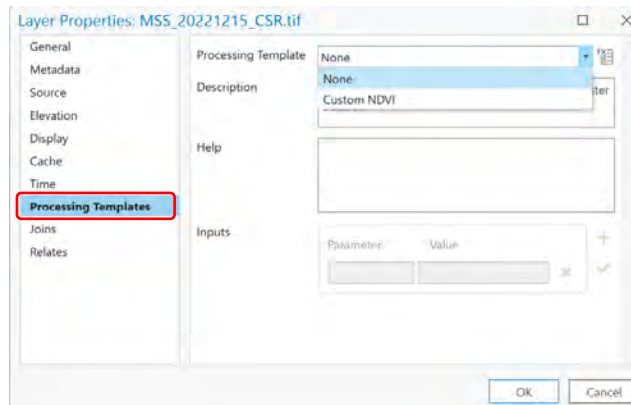 Layer Properties: MSS_20221215_CSR.tif
General
Metadata
Source
Elevation
Display
Cache
Time
Processing Templates
Joins
Relates
Processing Template
None
None
Custom NDVI
Description
Help
Inputs
Parameter Value
OK Cancel